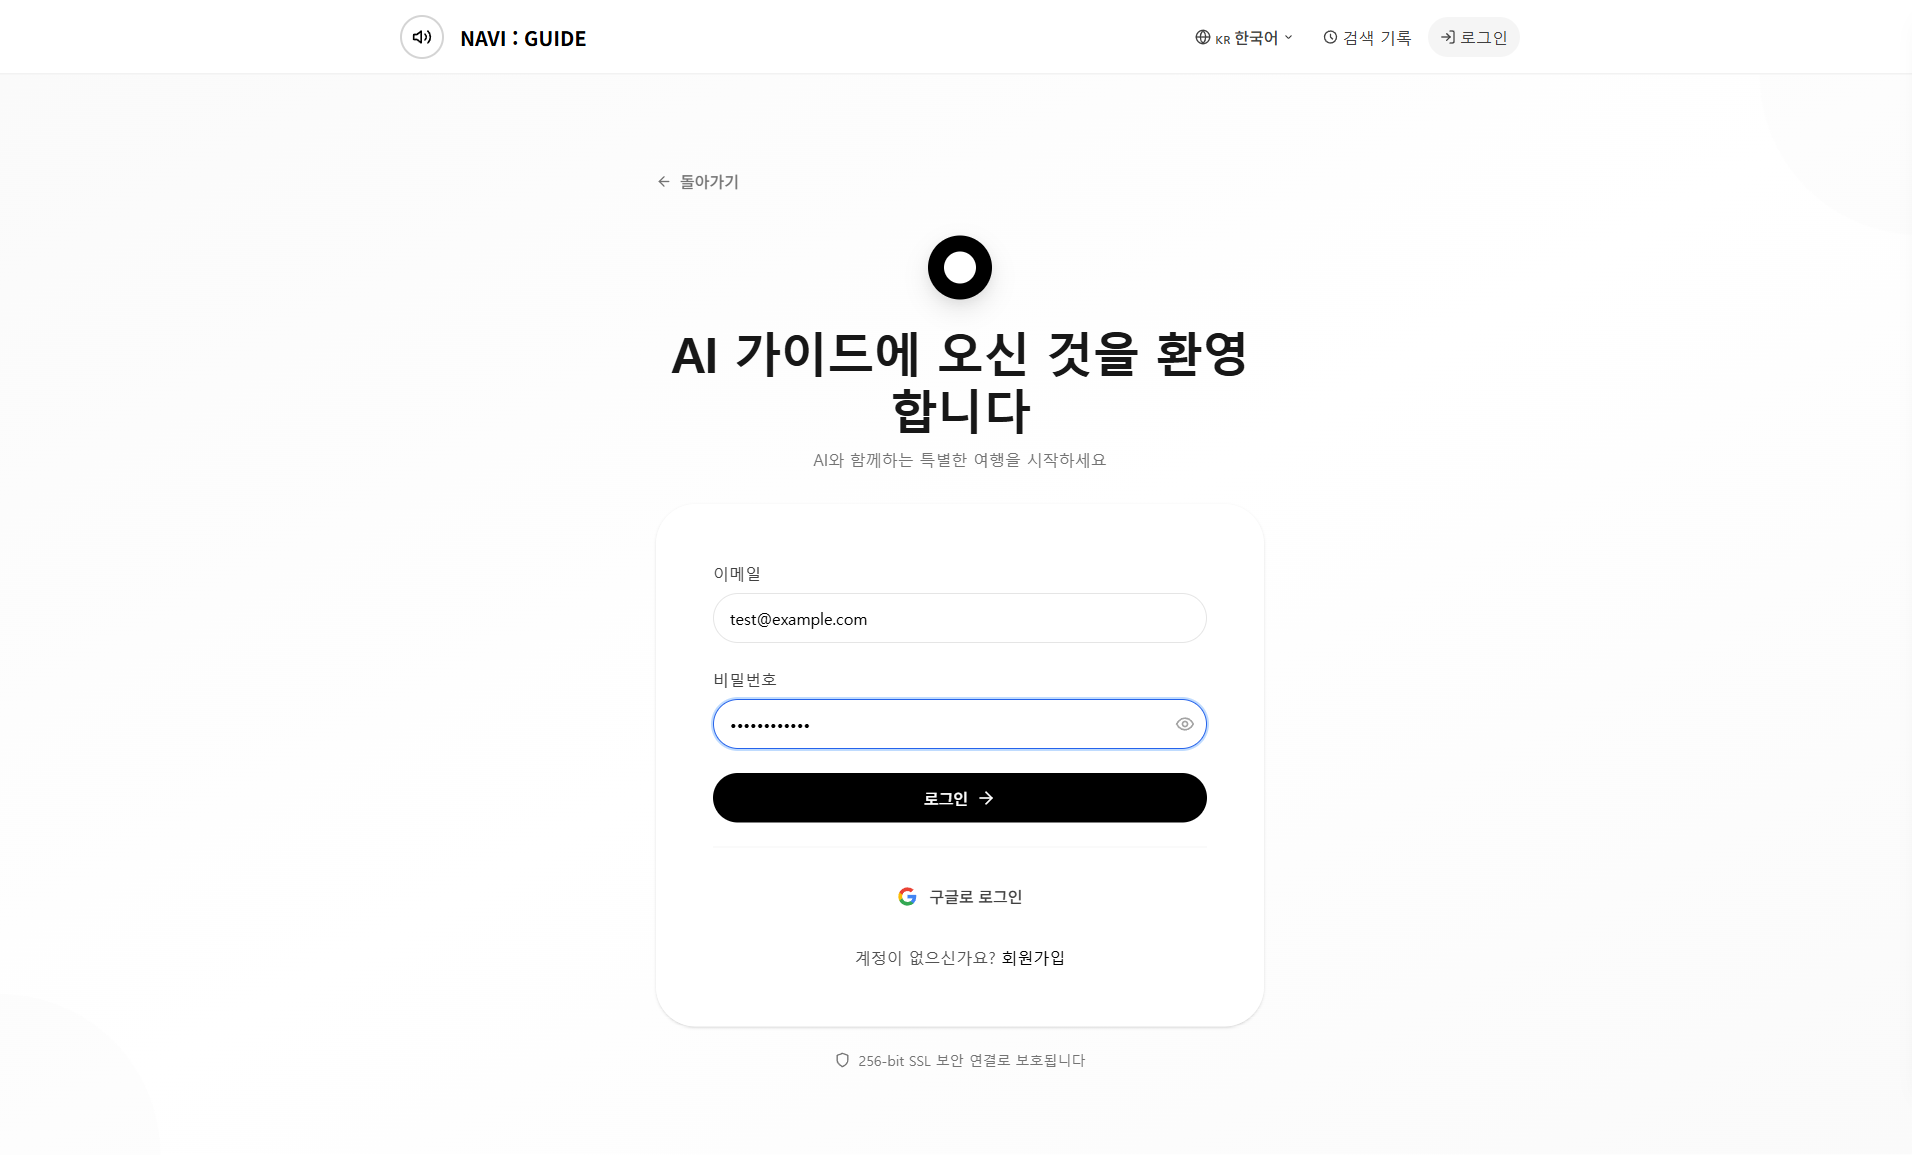 NAVI : GUIDE
KR 한국어
검색 기록
로그인
돌아가기
AI 가이드에 오신 것을 환영
합니다
AI와 함께하는 특별한 여행을 시작하세요
이메일
test@example.com
비밀번호
••••••••••••
로그인
구글로 로그인
계정이 없으신가요? 회원가입
256-bit SSL 보안 연결로 보호됩니다